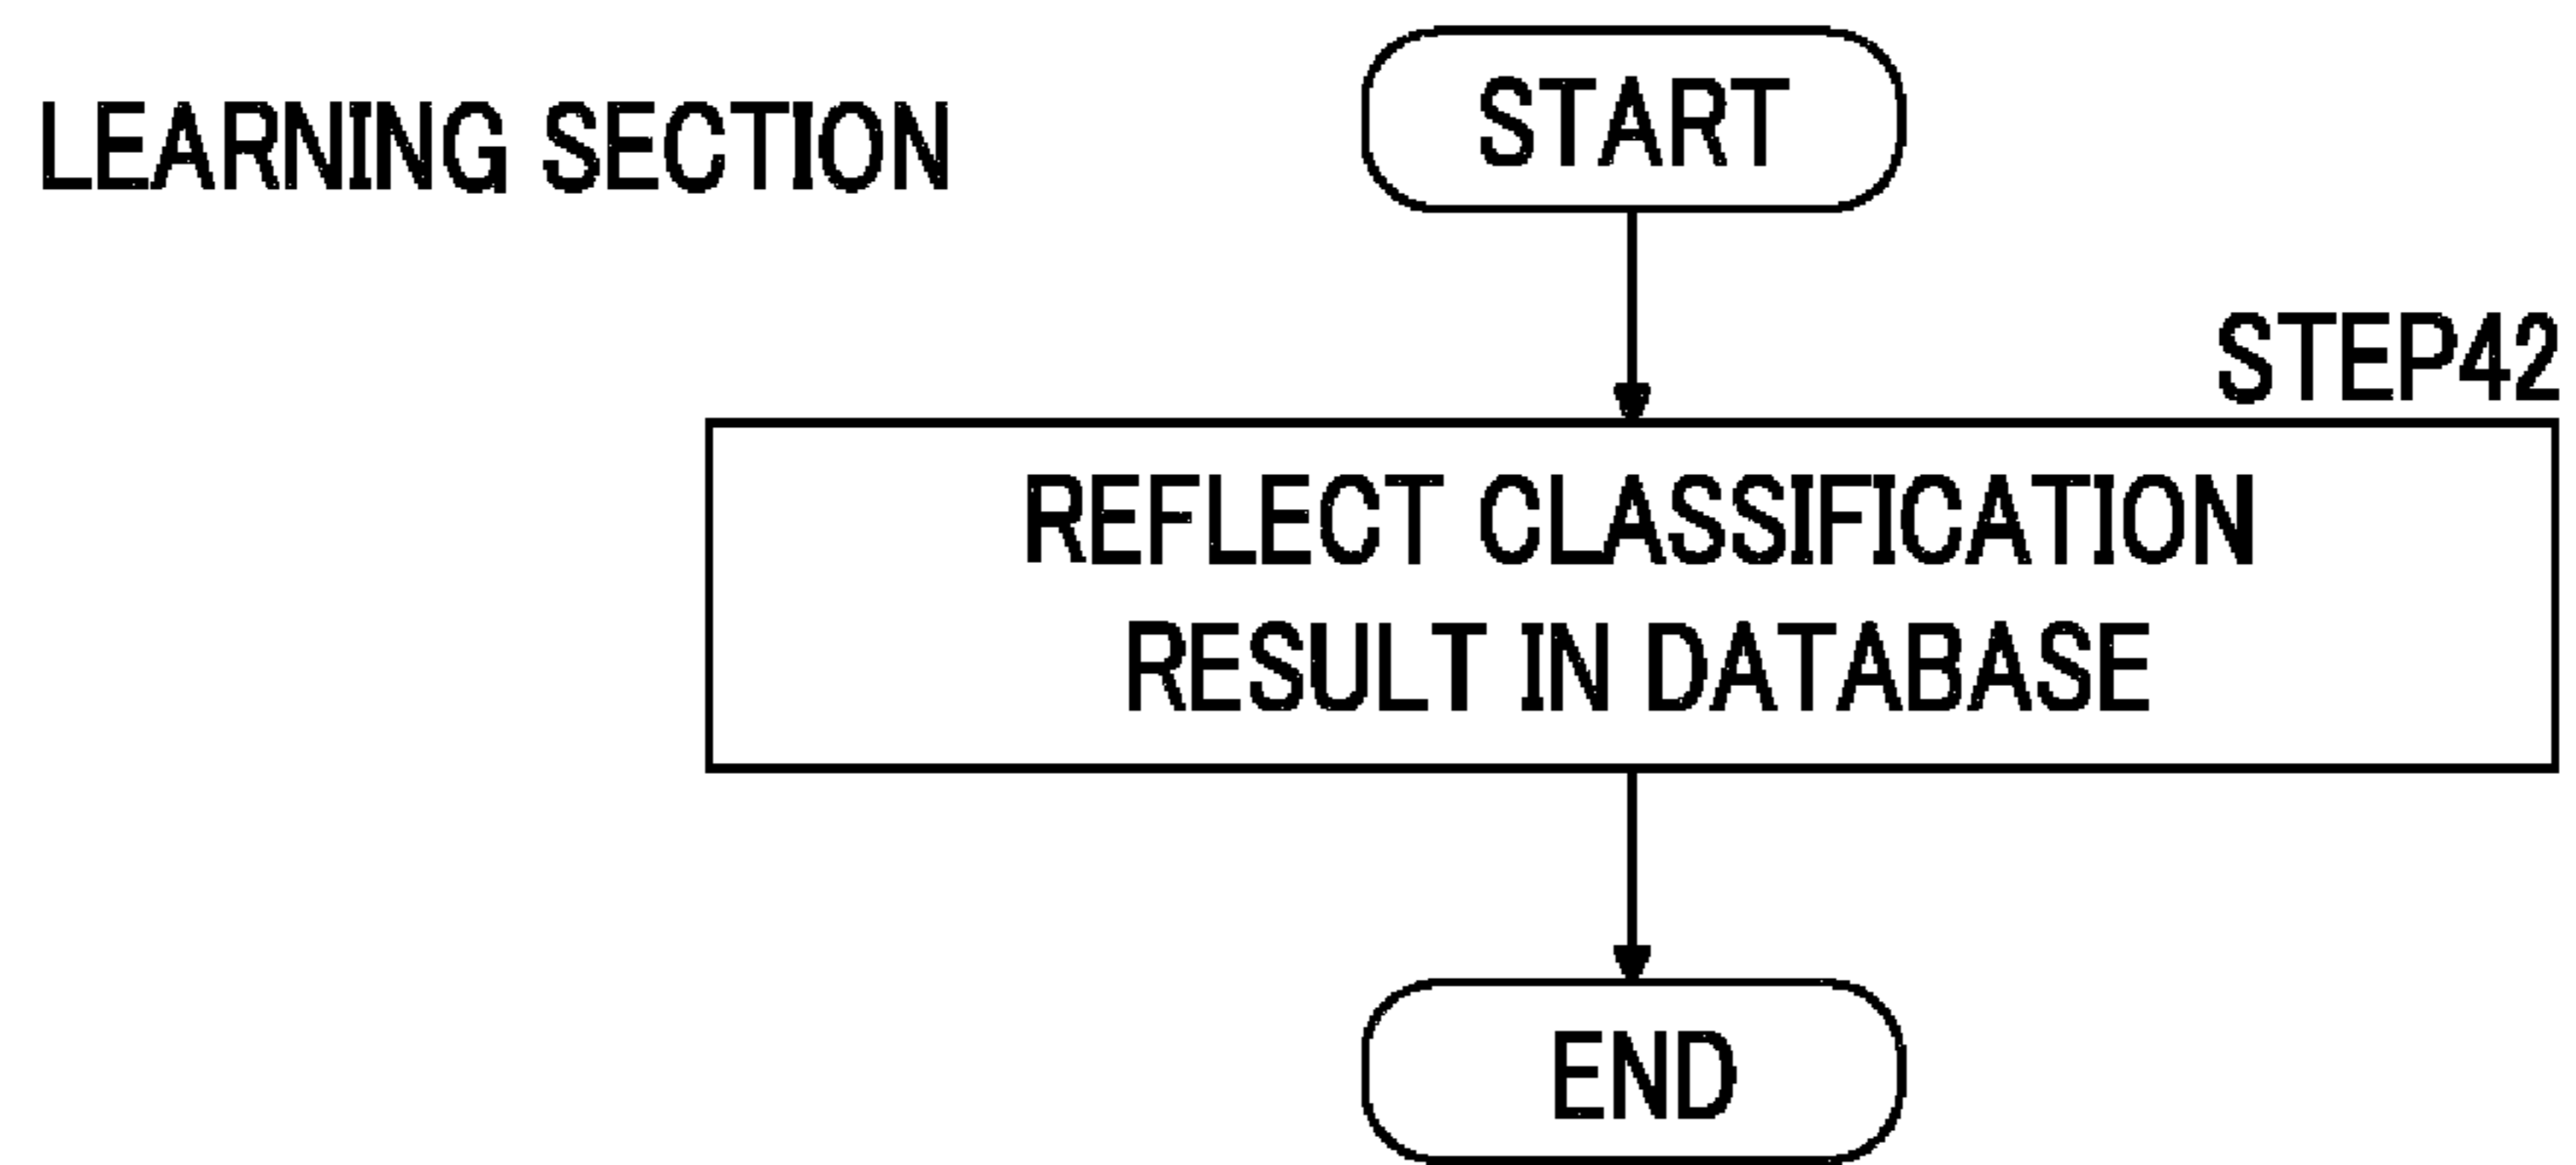 LEARNING SECTION
START
STEP42
REFLECT CLASSIFICATION
RESULT IN DATABASE
END